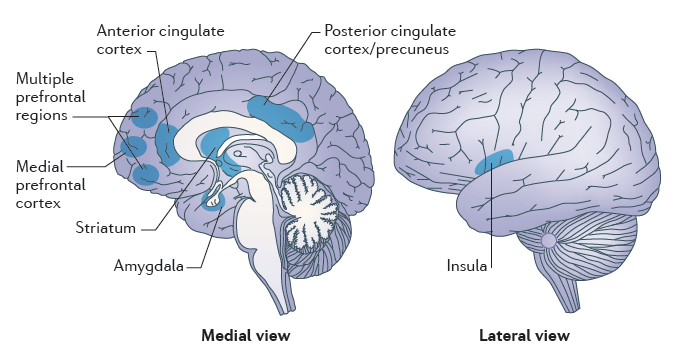 Anterior cingulate
cortex
Posterior cingulate
cortex/precuneus
Multiple
prefrontal
regions
Medial
prefrontal
cortex
Striatum
Amygdala
Insula
Medial view
Lateral view